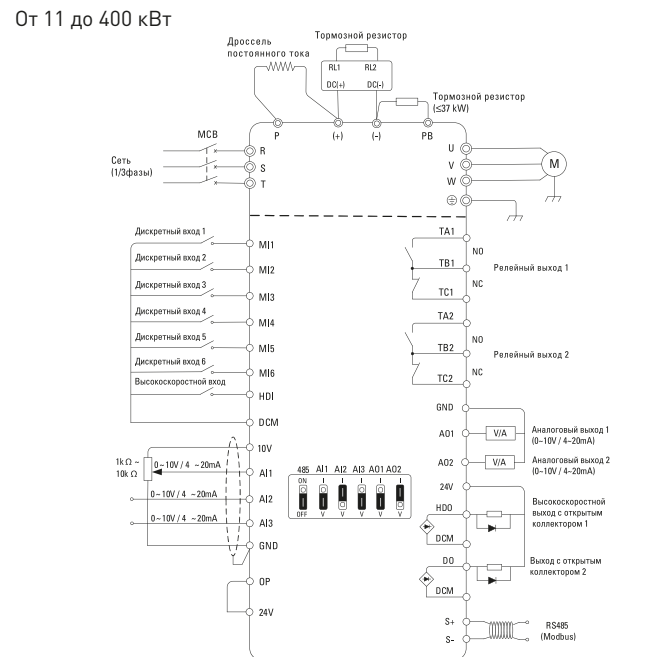 От 11 до 400 кВт
Тормозной резистор
Дроссель
постоянного тока
RL1 RL2
DC(+) DC(-)
Тормозной резистор
(≤37 kW)
P (+) (-) PB
MCB
Сеть
(1/3фазы)
R
S
T
U
V
W
M
Дискретный вход 1
MI1
Дискретный вход 2
MI2
Дискретный вход 3
MI3
Дискретный вход 4
MI4
Дискретный вход 5
MI5
Дискретный вход 6
MI6
Высокоскоростной вход
HDI
DCM
TA1
NO
TB1
Релейный выход 1
NC
TC1
TA2
NO
TB2
Релейный выход 2
NC
TC2
10V
1k Ω ~
10k Ω
0~10V / 4 ~20mA
AI1
0~10V / 4 ~20mA
AI2
0~10V / 4 ~20mA
AI3
GND
OP
24V
485 AI1 AI2 AI3 AO1 AO2
ON I I I I I
OFF V V V V V
GND
AO1
V/A
Аналоговый выход 1
(0~10V / 4~20mA)
AO2
V/A
Аналоговый выход 2
(0~10V / 4~20mA)
24V
HDO
Высокоскоростной
выход с открытым
коллектором 1
DCM
DO
Выход с открытым
коллектором 2
DCM
S+
S-
RS485
(Modbus)